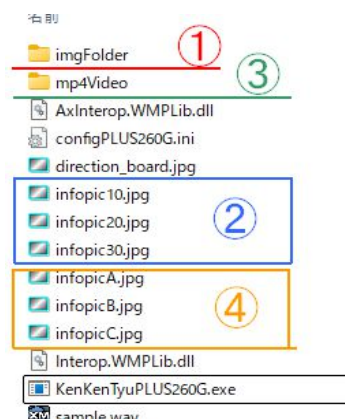 名前
imgFolder ①
mp4Video ③
AxInterop.WMPLib.dll
configPLUS260G.ini
direction_board.jpg
infopic10.jpg
infopic20.jpg ②
infopic30.jpg
infopicA.jpg
infopicB.jpg ④
infopicC.jpg
Interop.WMPLib.dll
KenKenTyuPLUS260G.exe
sample.wav